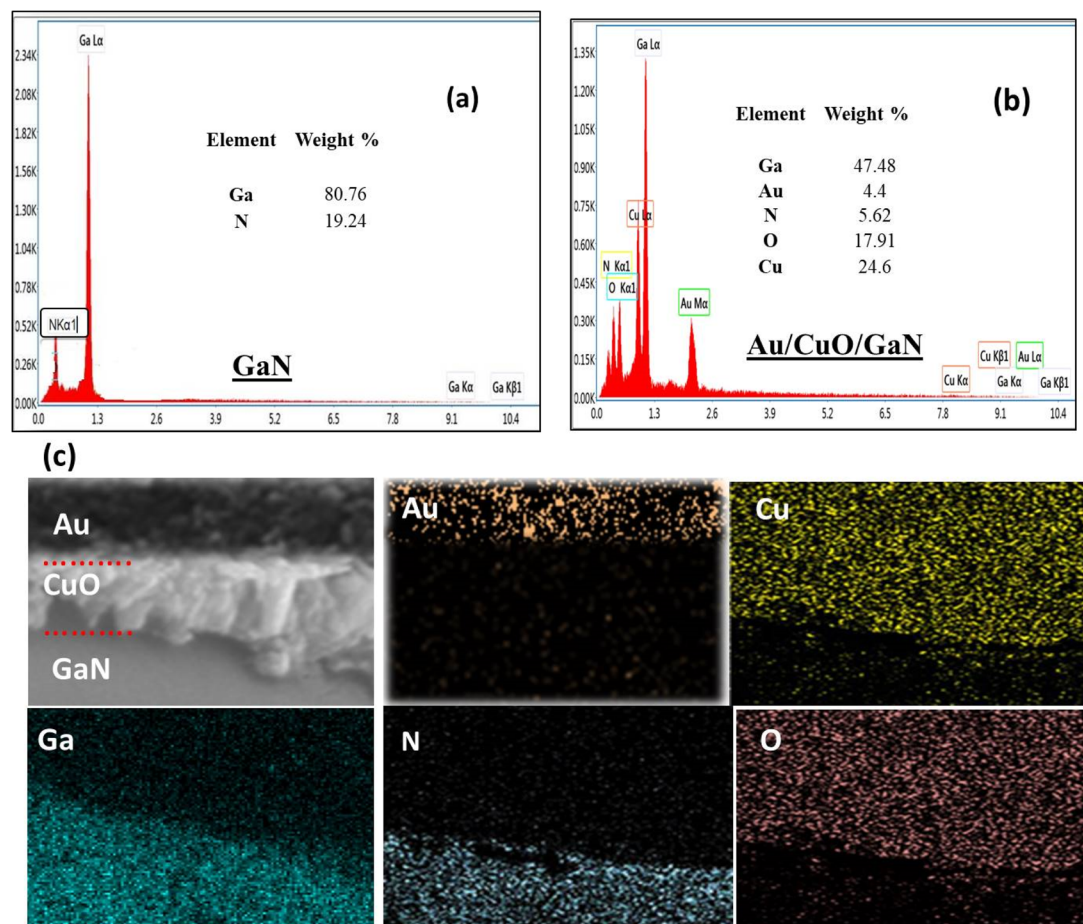 (a)
Ga Lα
2.34K
2.08K
1.82K
1.56K
1.30K
1.04K
0.78K
0.52K
0.26K
0.00K
Element Weight %
Ga 80.76
N 19.24
NKα1
GaN
Ga Kα Ga Kβ1
0.0 1.3 2.6 3.9 5.2 6.5 7.8 9.1 10.4
(b)
Ga Lα
1.35K
1.20K
1.05K
0.90K
0.75K
0.60K
0.45K
0.30K
0.15K
0.00K
Element Weight %
Ga 47.48
Au 4.4
N 5.62
O 17.91
Cu 24.6
Cu Lα
N Kα1
O Kα1
Au Mα
Au/CuO/GaN
Cu Kβ1 Au Lα
Cu Kα Ga Kα Ga Kβ1
0.0 1.3 2.6 3.9 5.2 6.5 7.8 9.1 10.4
(c)
Au
CuO
GaN
Au
Cu
Ga
N
O